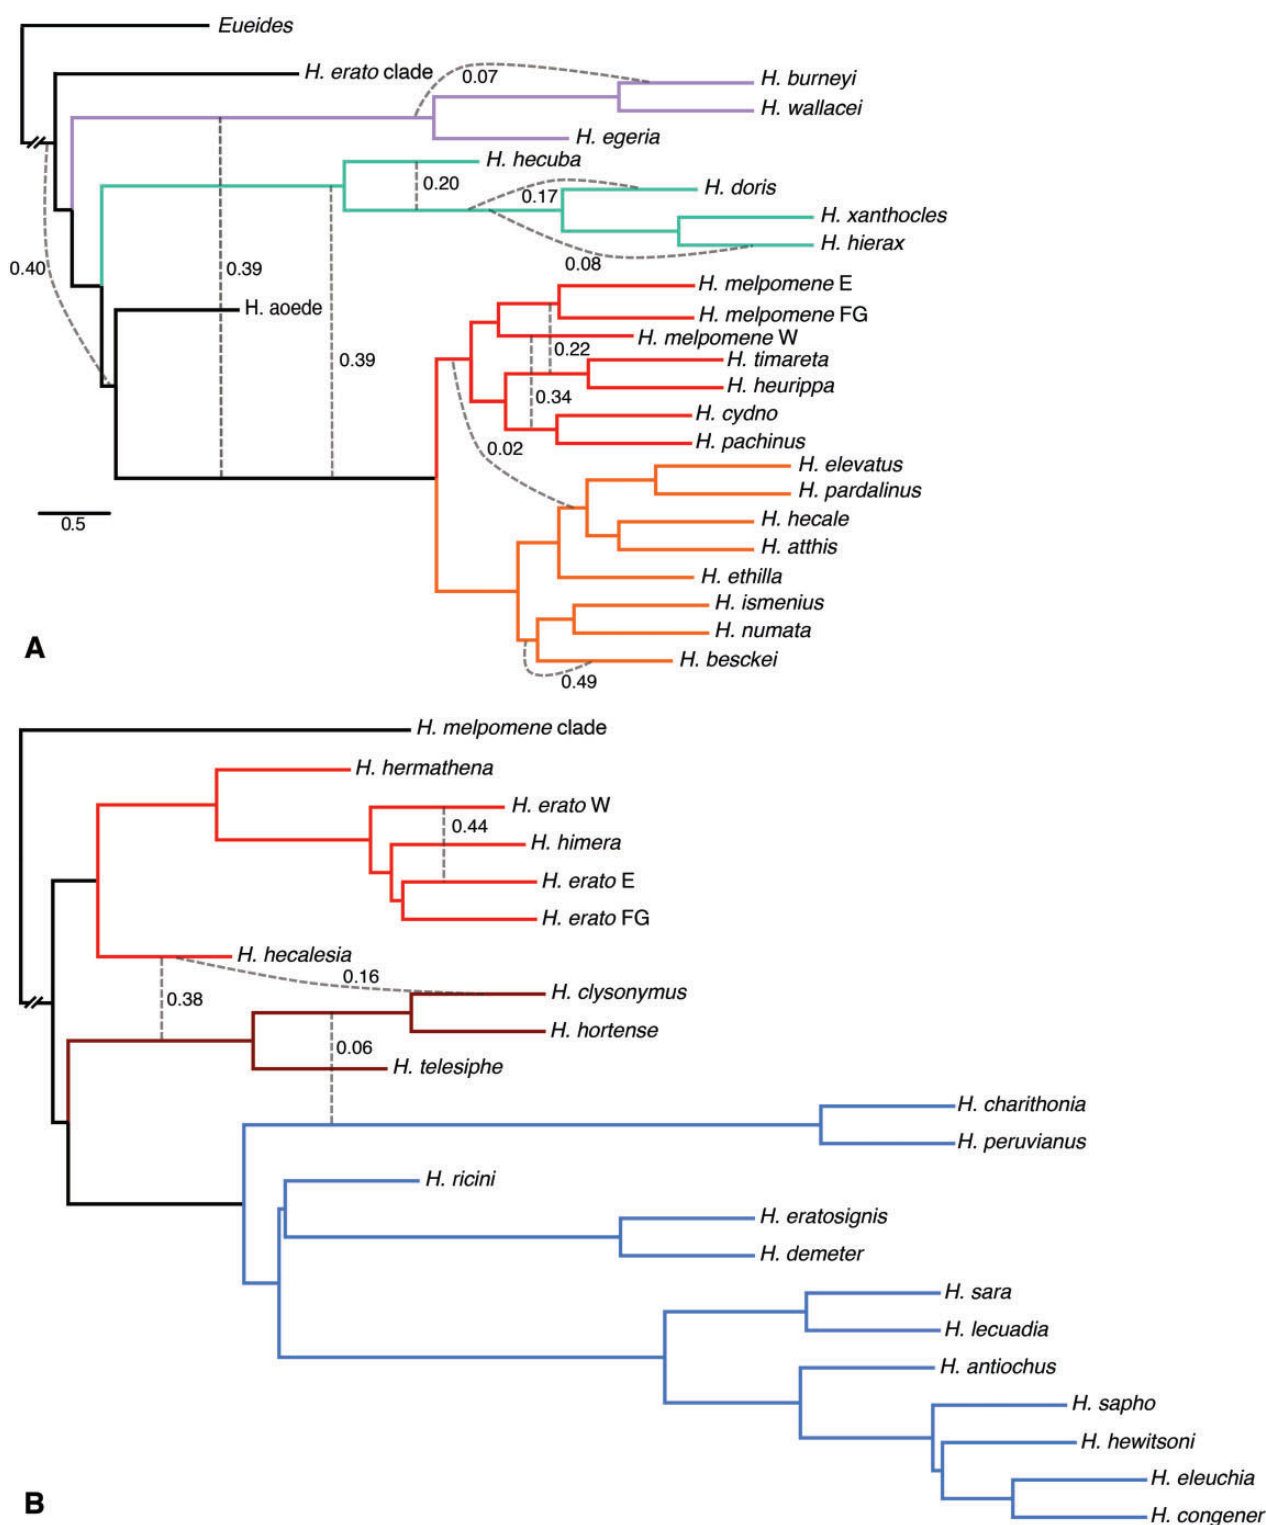 Eueides
H. erato clade
0.07
H. burneyi
H. wallacei
H. egeria
H. hecuba
0.20
0.17
H. doris
H. xanthocles
H. hierax
0.08
0.40
0.39
H. aoede
0.39
H. melpomene E
H. melpomene FG
H. melpomene W
0.22
H. timareta
H. heurippa
0.34
H. cydno
H. pachinus
0.02
H. elevatus
H. pardalinus
H. hecale
H. atthis
H. ethilla
H. ismenius
H. numata
H. besckei
0.49
0.5
A
H. melpomene clade
H. hermathena
H. erato W
0.44
H. himera
H. erato E
H. erato FG
H. hecalesia
0.16
0.38
H. clysonymus
H. hortense
0.06
H. telesiphe
H. charithonia
H. peruvianus
H. ricini
H. eratosignis
H. demeter
H. sara
H. lecuadia
H. antiochus
H. sapho
H. hewitsoni
H. eleuchia
H. congener
B